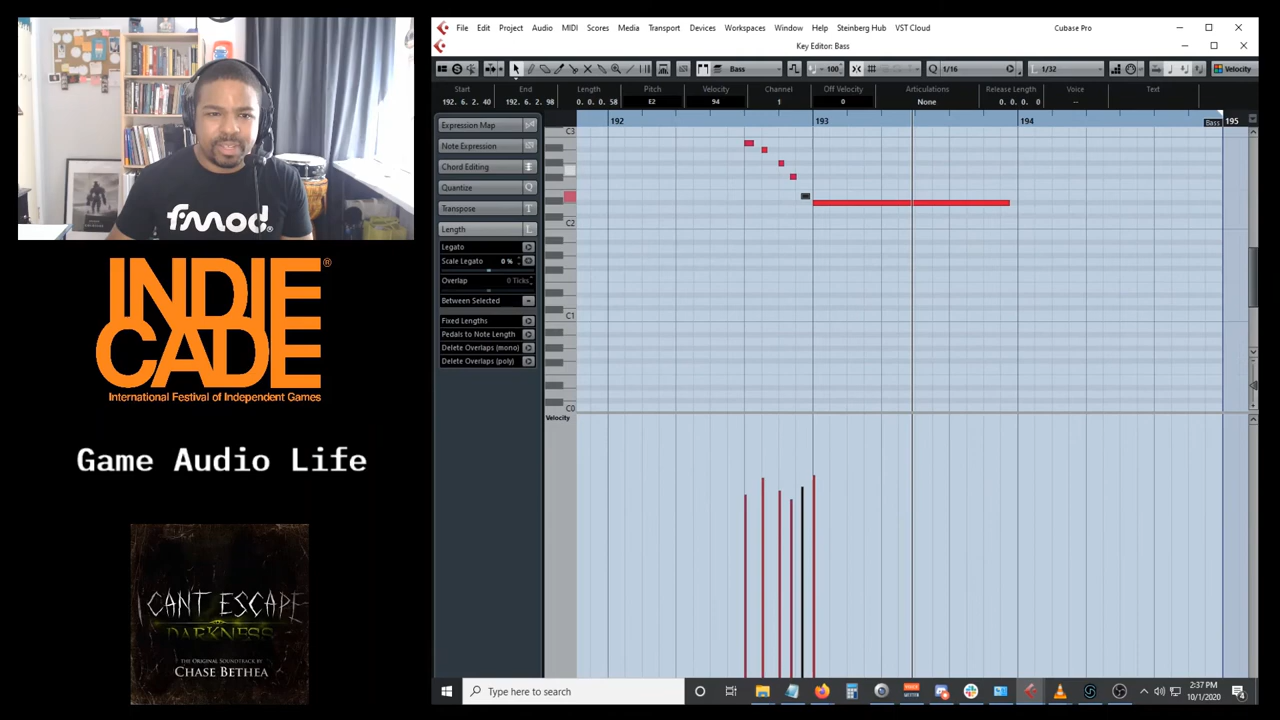 fmod
INDIE
CADE
®
International Festival of Independent Games
Game Audio Life
CANT ESCAPE
DARKNESS
THE ORIGINAL SOUNDTRACK BY
CHASE BETHEA
File Edit Project Audio MIDI Scores Media Transport Devices Workspaces Window Help Steinberg Hub VST Cloud Cubase Pro
Key Editor: Bass
100 Bass 1/16 1/32 Velocity
Start End Length Pitch Velocity Channel Off Velocity Articulations Release Length Voice Text
192. 6. 2. 40 192. 6. 2. 98 0. 0. 0. 58 E2 94 1 0 None 0. 0. 0. 0 --
192 193 194 Bass 195
Expression Map
Note Expression
Chord Editing
Quantize Q
Transpose T
Length L
Legato
Scale Legato 0 %
Overlap 0 Ticks
Between Selected
Fixed Lengths
Pedals to Note Length
Delete Overlaps (mono)
Delete Overlaps (poly)
C3
C2
C1
C0
Velocity
Type here to search
2:37 PM
10/1/2020
4